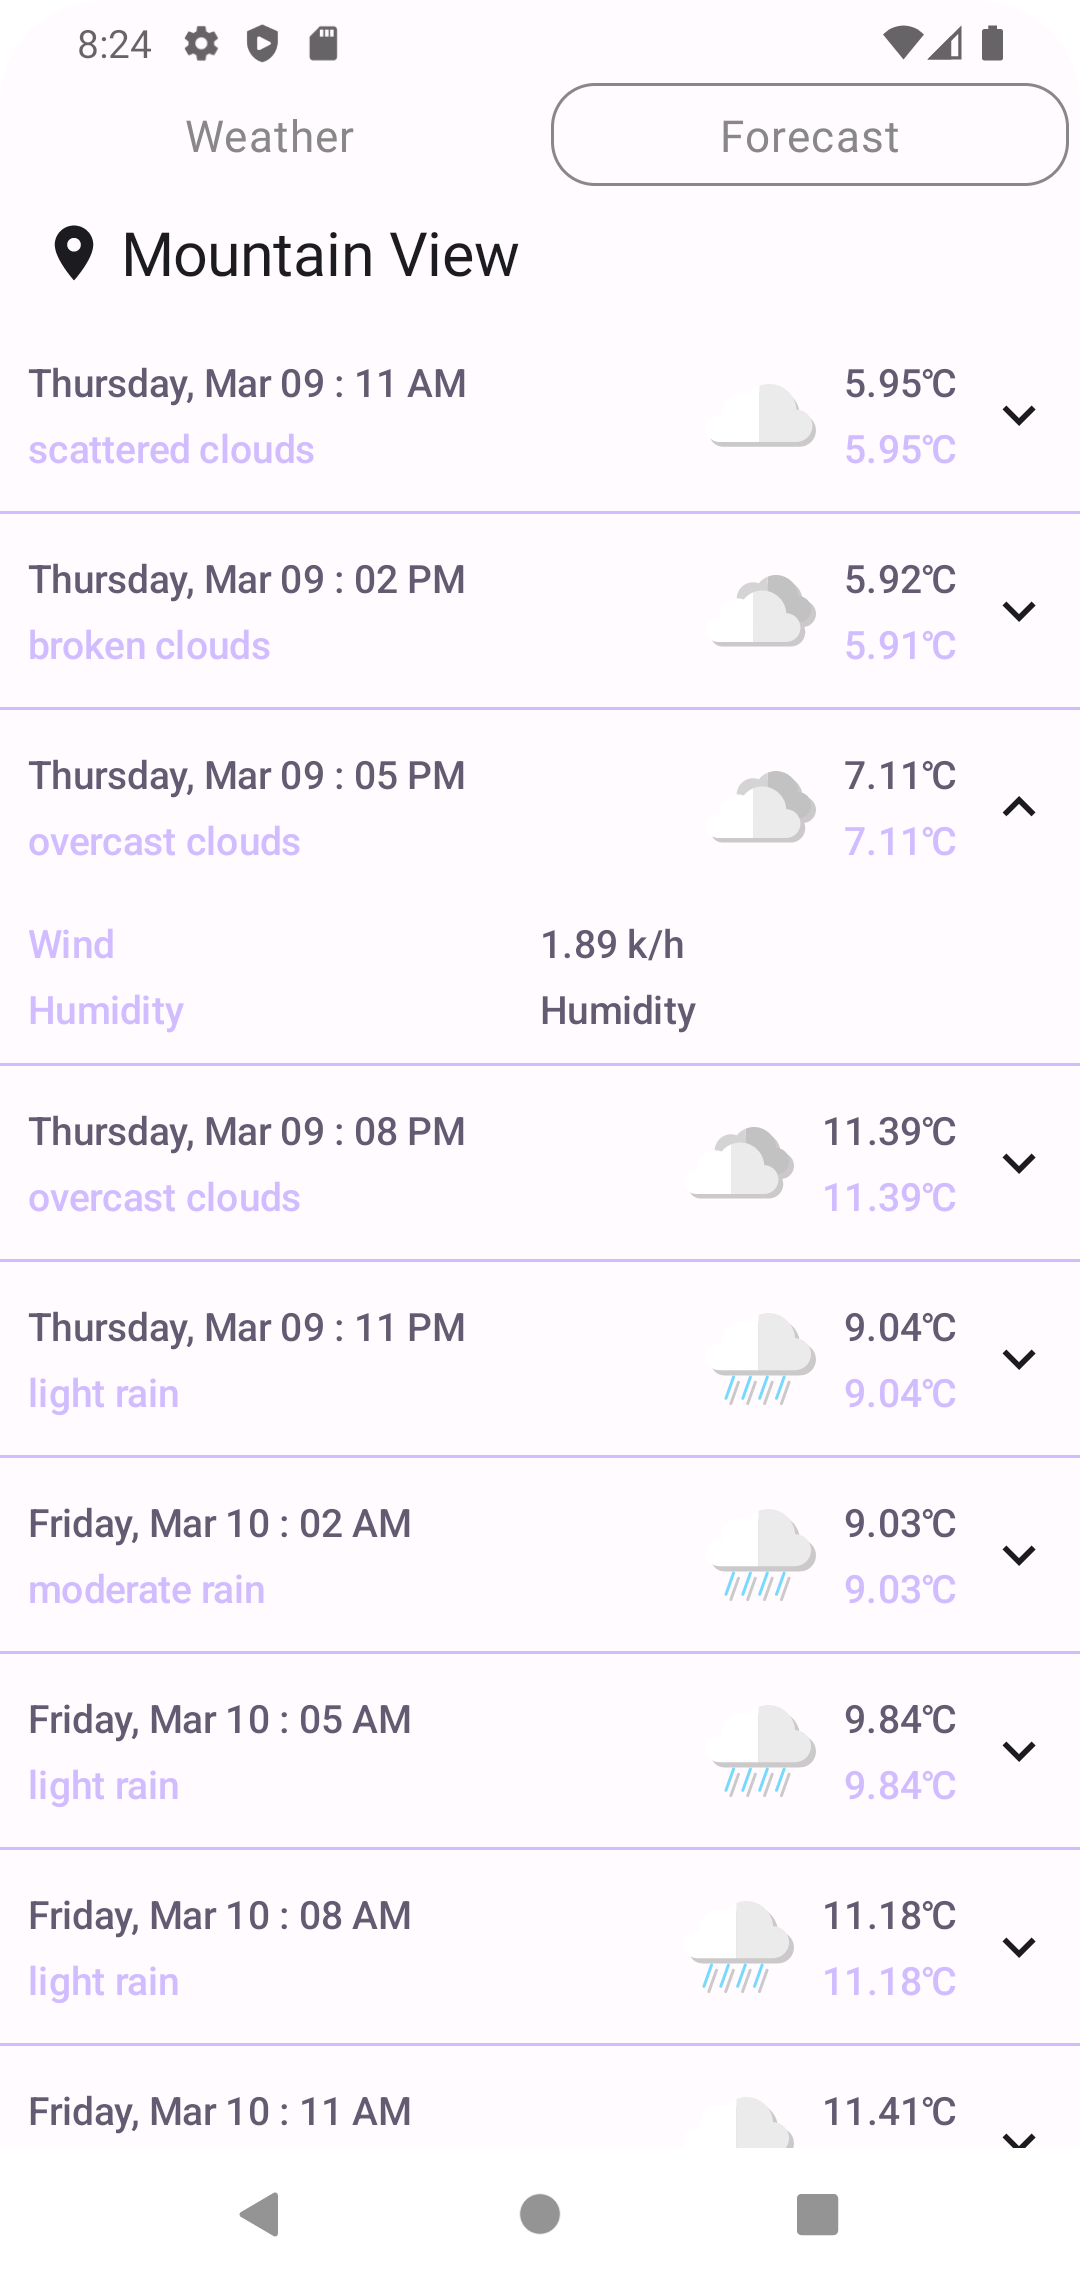 8:24
Weather
Forecast
Mountain View
Thursday, Mar 09 : 11 AM
5.95°C
scattered clouds
5.95°C
Thursday, Mar 09 : 02 PM
5.92°C
broken clouds
5.91°C
Thursday, Mar 09 : 05 PM
7.11°C
overcast clouds
7.11°C
Wind
1.89 k/h
Humidity
Humidity
Thursday, Mar 09 : 08 PM
11.39°C
overcast clouds
11.39°C
Thursday, Mar 09 : 11 PM
9.04°C
light rain
9.04°C
Friday, Mar 10 : 02 AM
9.03°C
moderate rain
9.03°C
Friday, Mar 10 : 05 AM
9.84°C
light rain
9.84°C
Friday, Mar 10 : 08 AM
11.18°C
light rain
11.18°C
Friday, Mar 10 : 11 AM
11.41°C